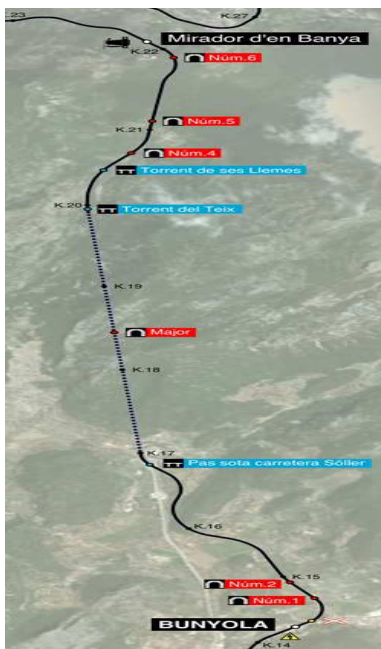 K.23
K.27
Mirador d'en Banya
K.22
Núm.6
Núm.5
K.21
Núm.4
Torrent de ses Llemes
K.20
Torrent del Teix
K.19
Major
K.18
K.17
Pas sota carretera Sóller
K.16
K.15
Núm.2
Núm.1
BUNYOLA
K.14